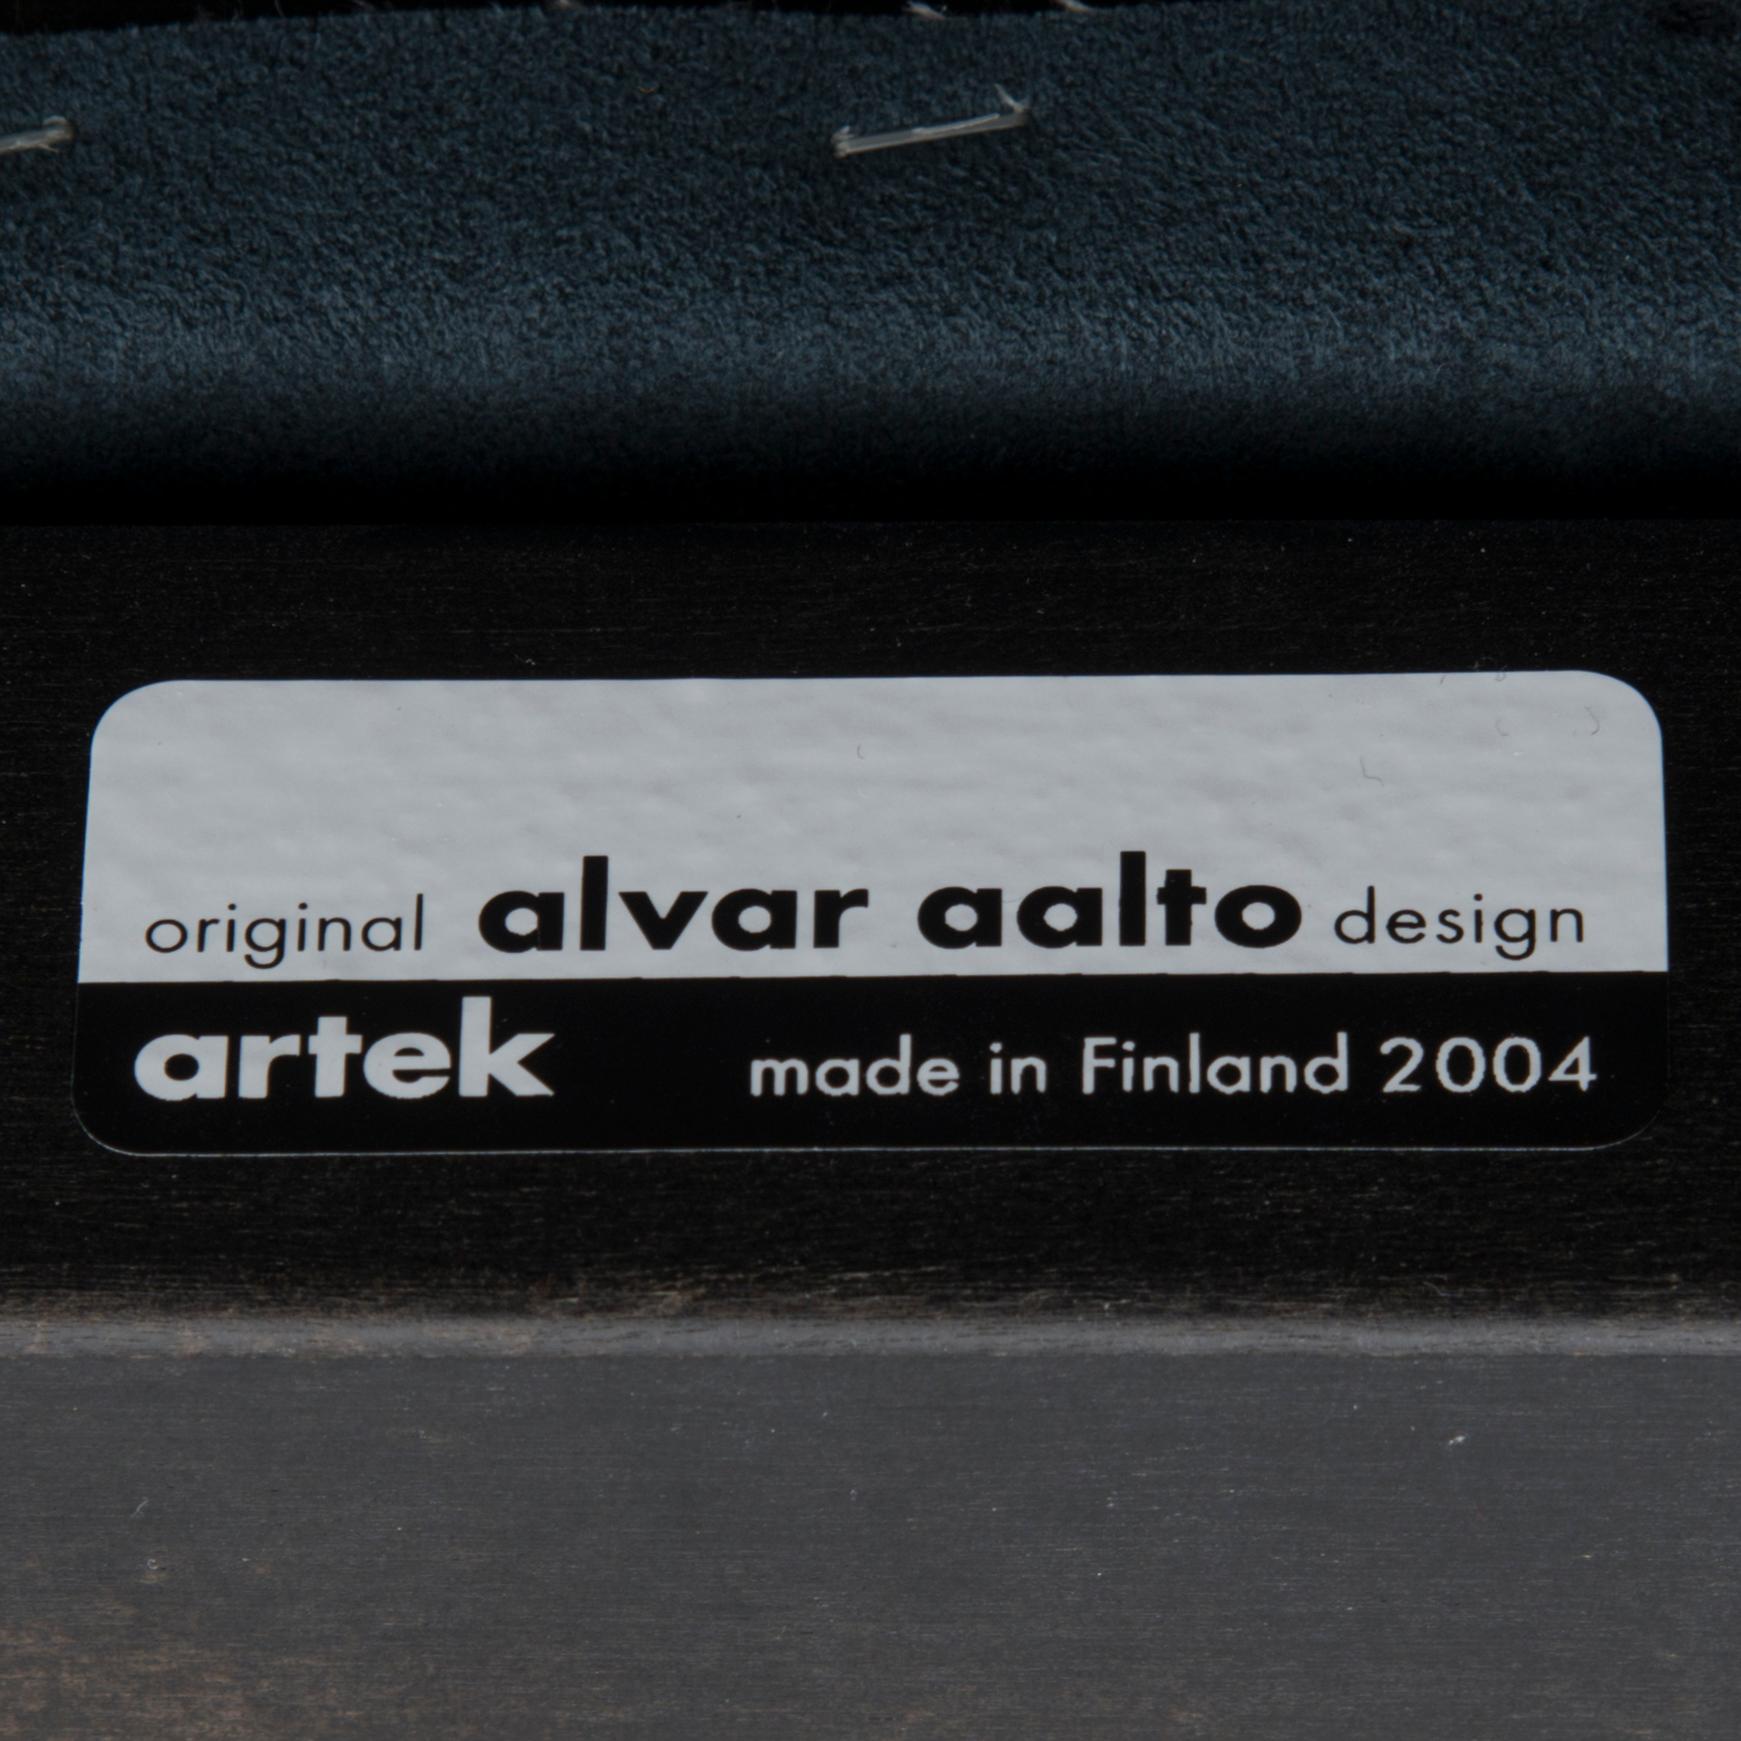 original alvar aalto design
artek made in Finland 2004